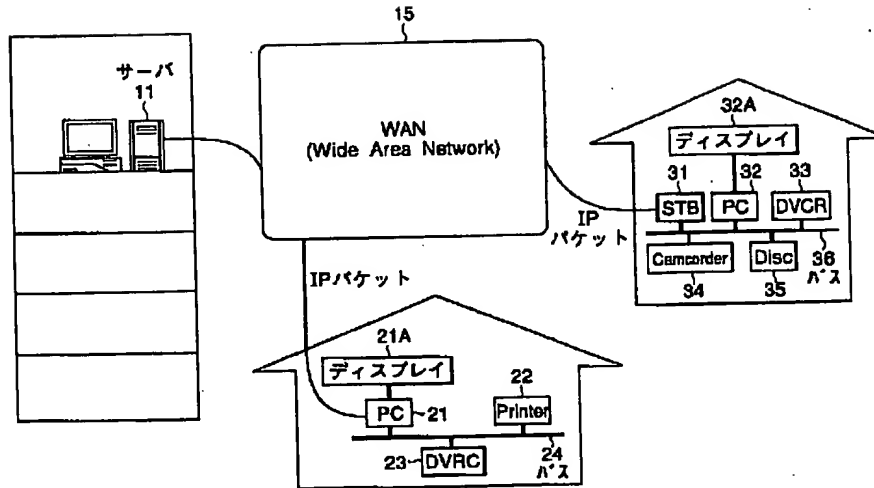 15
サーバ
11
WAN
(Wide Area Network)
32A
ディスプレイ
31
32
33
STB
PC
DVCR
IP
パケット
Camcorder
Disc
36
バス
34
35
IPパケット
21A
ディスプレイ
22
PC
21
Printer
23
DVRC
24
バス